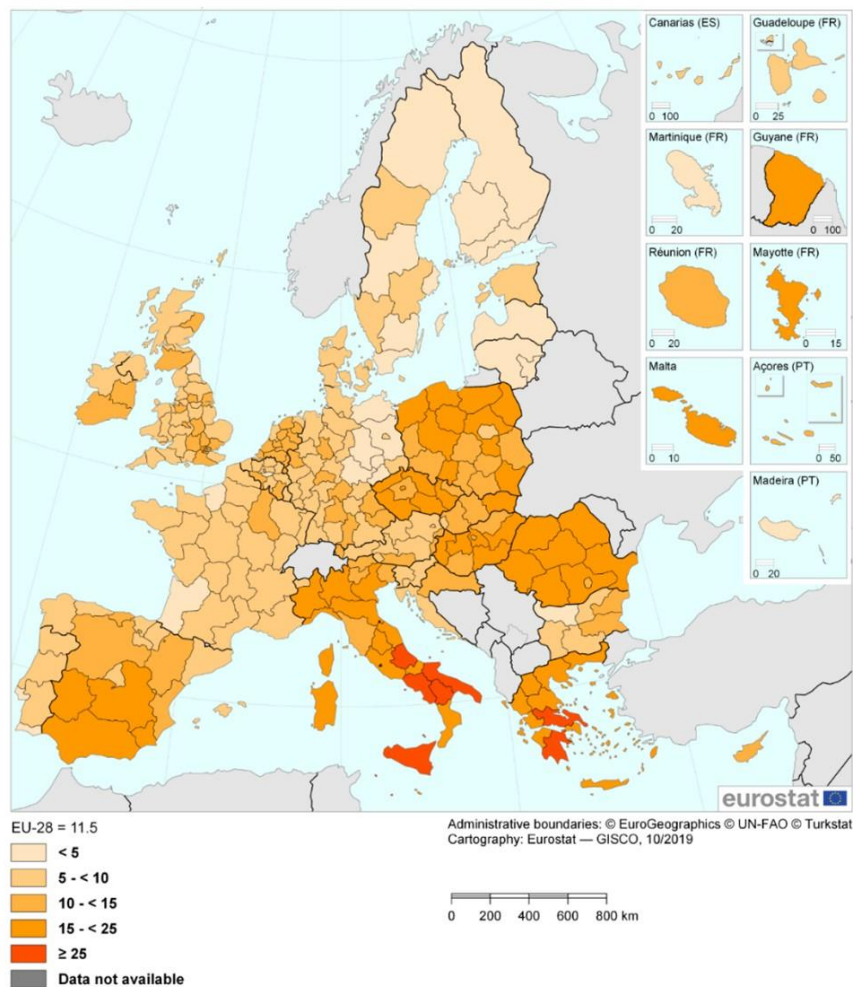 Canarias (ES)
0 100
Guadeloupe (FR)
0 25
Martinique (FR)
0 20
Guyane (FR)
0 100
Réunion (FR)
0 20
Mayotte (FR)
0 15
Malta
0 10
Açores (PT)
0 50
Madeira (PT)
0 20
eurostat
EU-28 = 11.5
< 5
5 - < 10
10 - < 15
15 - < 25
≥ 25
Data not available
Administrative boundaries: © EuroGeographics © UN-FAO © Turkstat
Cartography: Eurostat — GISCO, 10/2019
0 200 400 600 800 km